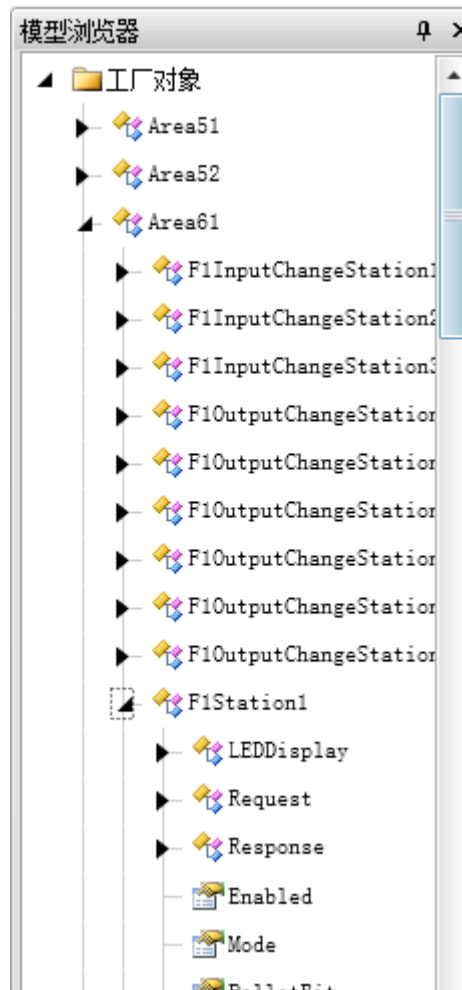 模型浏览器
工厂对象
Area51
Area52
Area61
F1InputChangeStation1
F1InputChangeStation2
F1InputChangeStation3
F1OutputChangeStation
F1OutputChangeStation
F1OutputChangeStation
F1OutputChangeStation
F1OutputChangeStation
F1OutputChangeStation
F1Station1
LEDDisplay
Request
Response
Enabled
Mode